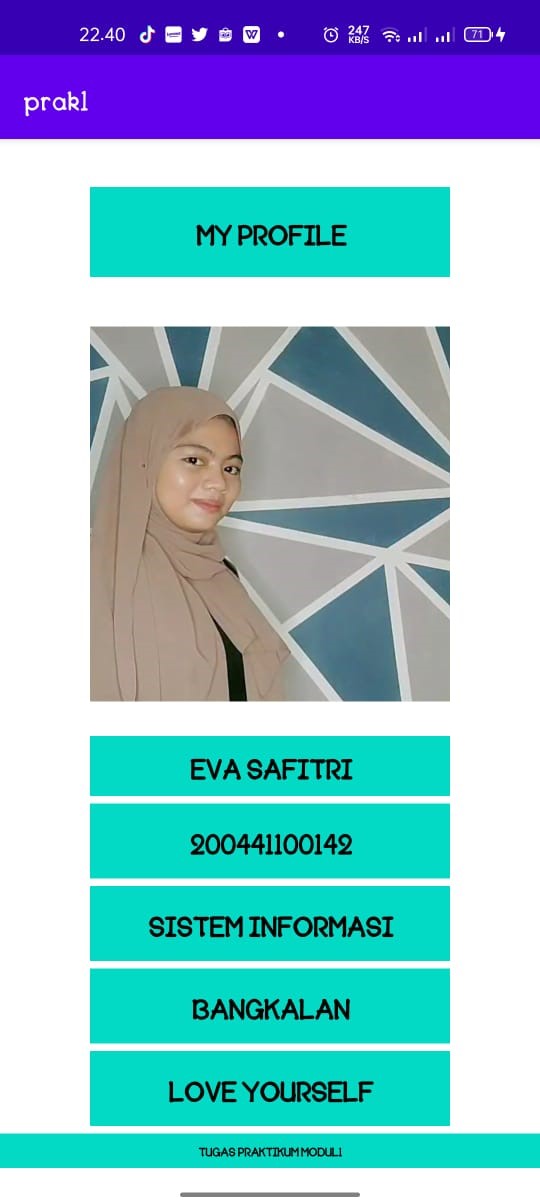 22.40 247 KB/S 71
prak1
MY PROFILE
EVA SAFITRI
200441100142
SISTEM INFORMASI
BANGKALAN
LOVE YOURSELF
TUGAS PRAKTIKUM MODUL1